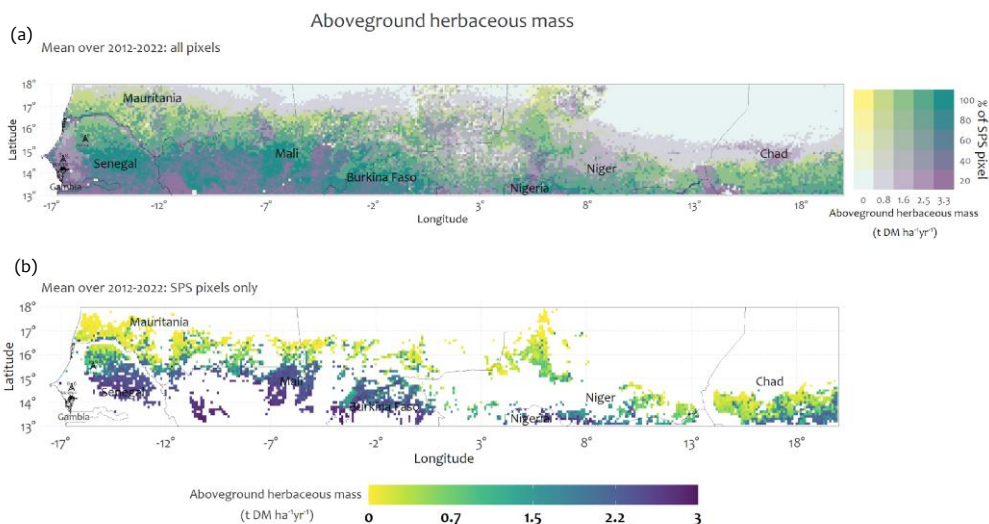 Aboveground herbaceous mass
(a)
Mean over 2012-2022: all pixels
18°
17°
16°
15°
14°
13°
Latitude
Mauritania
Senegal
Gambia
Mali
Burkina Faso
Niger
Nigeria
Chad
-17° -12° -7° -2° 3° 8° 13° 18°
Longitude
100
80
60
40
20
% of SPS pixel
0 0.8 1.6 2.5 3.3
Aboveground herbaceous mass
(t DM ha⁻¹yr⁻¹)
(b)
Mean over 2012-2022: SPS pixels only
18°
17°
16°
15°
14°
13°
Latitude
Mauritania
Senegal
Gambia
Mali
Burkina Faso
Niger
Nigeria
Chad
-17° -12° -7° -2° 3° 8° 13° 18°
Longitude
Aboveground herbaceous mass
(t DM ha⁻¹yr⁻¹)
0 0.7 1.5 2.2 3